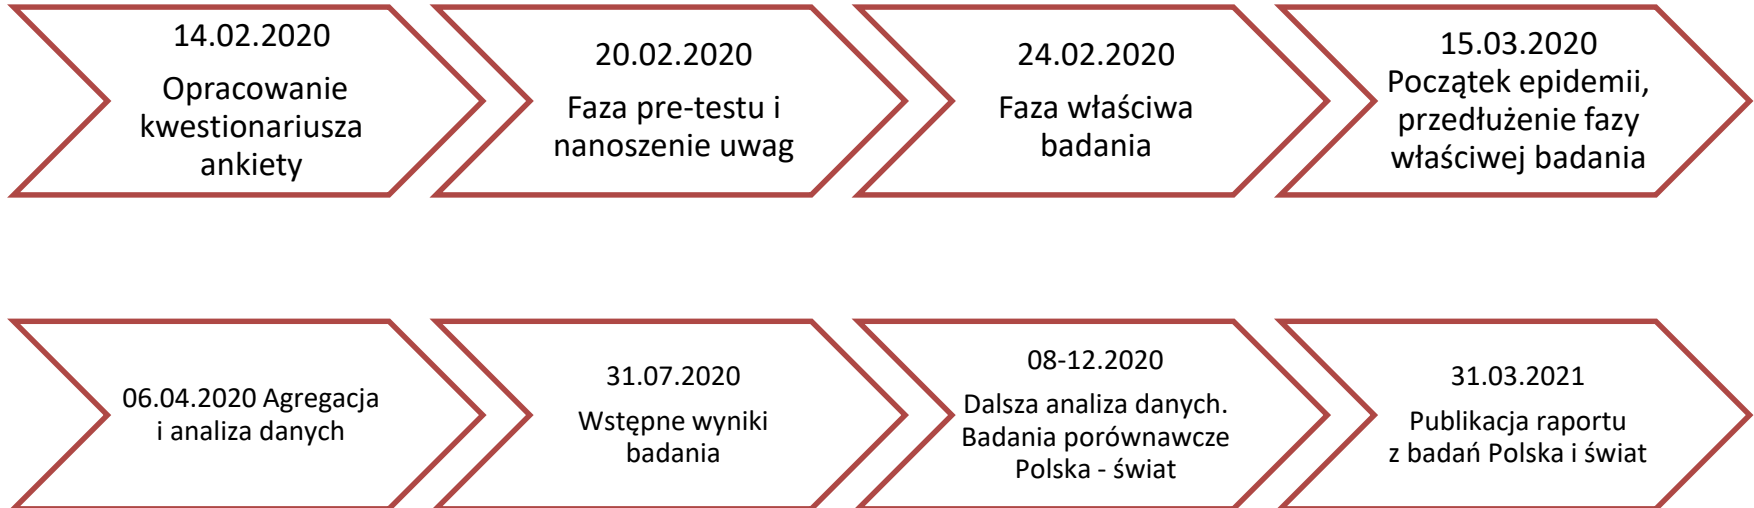 14.02.2020
Opracowanie
kwestionariusza
ankiety
20.02.2020
Faza pre-testu i
nanoszenie uwag
24.02.2020
Faza właściwa
badania
15.03.2020
Początek epidemii,
przedłużenie fazy
właściwej badania
06.04.2020 Agregacja
i analiza danych
31.07.2020
Wstępne wyniki
badania
08-12.2020
Dalsza analiza danych.
Badania porównawcze
Polska - świat
31.03.2021
Publikacja raportu
z badań Polska i świat